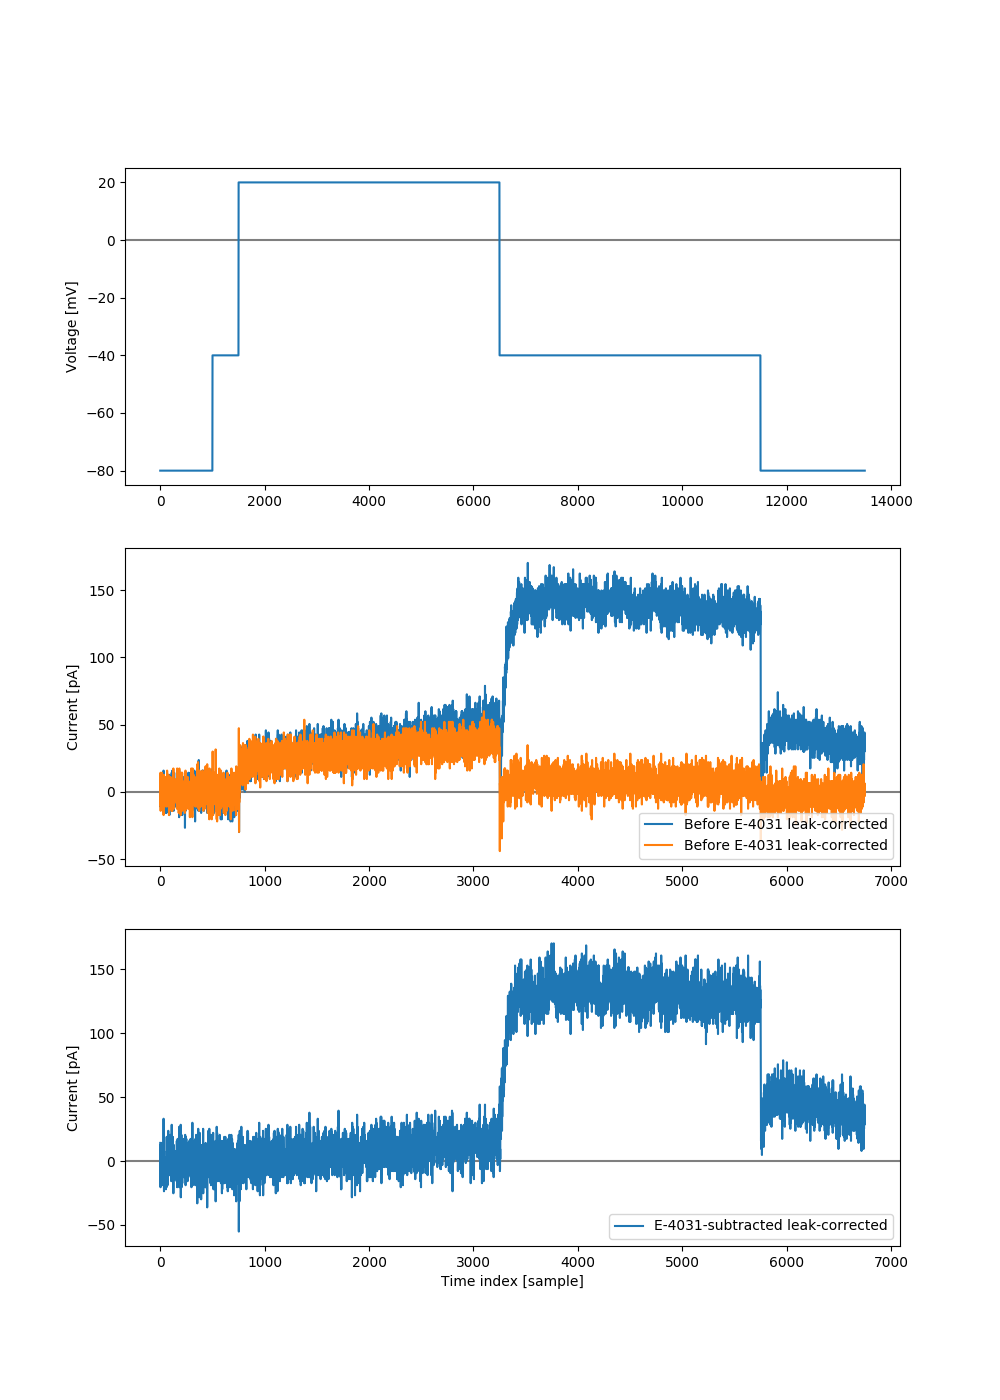 20
0
−20
−40
−60
−80
Voltage [mV]
0 2000 4000 6000 8000 10000 12000 14000
150
100
50
0
−50
Current [pA]
Before E-4031 leak-corrected
Before E-4031 leak-corrected
0 1000 2000 3000 4000 5000 6000 7000
150
100
50
0
−50
Current [pA]
E-4031-subtracted leak-corrected
0 1000 2000 3000 4000 5000 6000 7000
Time index [sample]